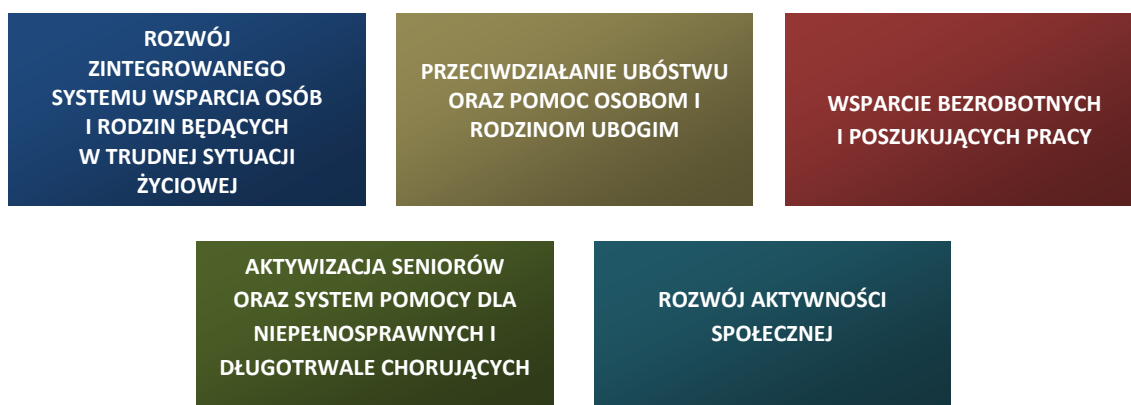 ROZWÓJ
ZINTEGROWANEGO
SYSTEMU WSPARCIA OSÓB
I RODZIN BĘDĄCYCH
W TRUDNEJ SYTUACJI
ŻYCIOWEJ
PRZECIWDZIAŁANIE UBÓSTWU
ORAZ POMOC OSOBOM I
RODZINOM UBOGIM
WSPARCIE BEZROBOTNYCH
I POSZUKUJĄCYCH PRACY
AKTYWIZACJA SENIORÓW
ORAZ SYSTEM POMOCY DLA
NIEPEŁNOSPRAWNYCH I
DŁUGOTRWALE CHORUJĄCYCH
ROZWÓJ AKTYWNOŚCI
SPOŁECZNEJ